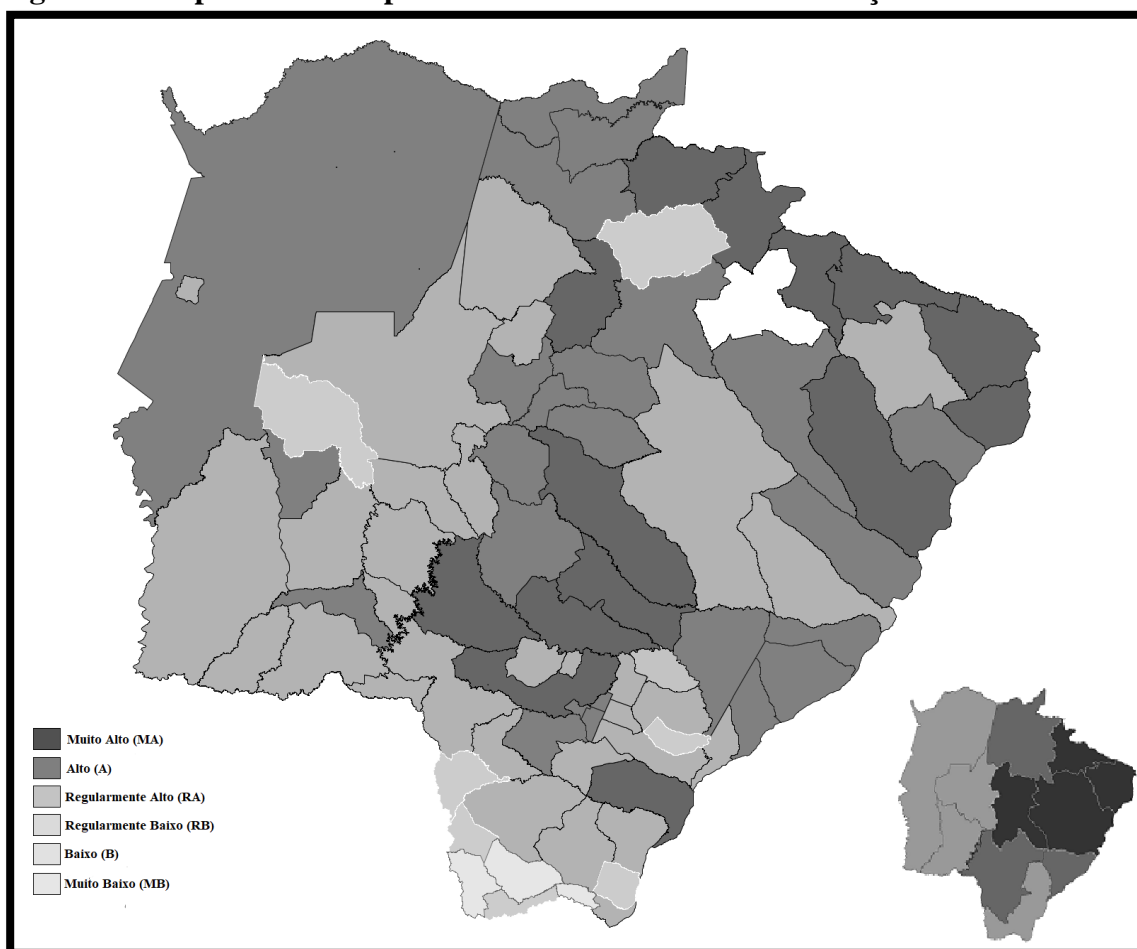 Muito Alto (MA)
Alto (A)
Regularmente Alto (RA)
Regularmente Baixo (RB)
Baixo (B)
Muito Baixo (MB)